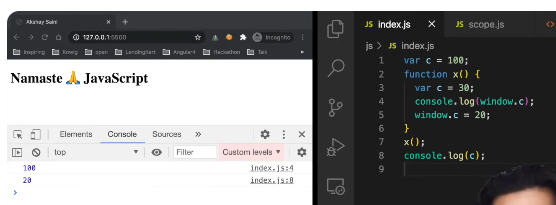 Akshay Saini
127.0.0.1:5500
Incognito
Inspiring
Knwlg
open
LendingKart
Angular1
Hackathon
Talk
Namaste 🙏 JavaScript
Elements Console Sources »
top
Filter
Custom levels
100 index.js:4
20 index.js:8
>
JS index.js ×
JS scope.js
js > JS index.js
1 var c = 100;
2 function x() {
3 var c = 30;
4 console.log(window.c);
5 window.c = 20;
6 }
7 x();
8 console.log(c);
9